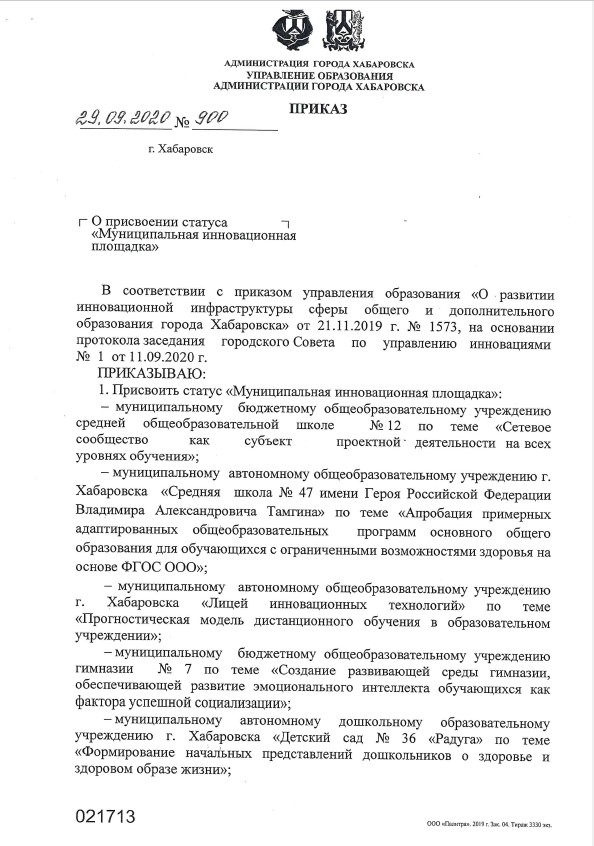 АДМИНИСТРАЦИЯ ГОРОДА ХАБАРОВСКА
УПРАВЛЕНИЕ ОБРАЗОВАНИЯ
АДМИНИСТРАЦИИ ГОРОДА ХАБАРОВСКА
ПРИКАЗ
29.09.2020 № 900
г. Хабаровск
О присвоении статуса
«Муниципальная инновационная
площадка»
В соответствии с приказом управления образования «О развитии
инновационной инфраструктуры сферы общего и дополнительного
образования города Хабаровска» от 21.11.2019 г. № 1573, на основании
протокола заседания городского Совета по управлению инновациями
№ 1 от 11.09.2020 г.
ПРИКАЗЫВАЮ:
1. Присвоить статус «Муниципальная инновационная площадка»:
– муниципальному бюджетному общеобразовательному учреждению
средней общеобразовательной школе № 12 по теме «Сетевое
сообщество как субъект проектной деятельности на всех
уровнях обучения»;
– муниципальному автономному общеобразовательному учреждению г.
Хабаровска «Средняя школа № 47 имени Героя Российской Федерации
Владимира Александровича Тамгина» по теме «Апробация примерных
адаптированных общеобразовательных программ основного общего
образования для обучающихся с ограниченными возможностями здоровья на
основе ФГОС ООО»;
– муниципальному автономному общеобразовательному учреждению
г. Хабаровска «Лицей инновационных технологий» по теме
«Прогностическая модель дистанционного обучения в образовательном
учреждении»;
– муниципальному бюджетному общеобразовательному учреждению
гимназии № 7 по теме «Создание развивающей среды гимназии,
обеспечивающей развитие эмоционального интеллекта обучающихся как
фактора успешной социализации»;
– муниципальному автономному дошкольному образовательному
учреждению г. Хабаровска «Детский сад № 36 «Радуга» по теме
«Формирование начальных представлений дошкольников о здоровье и
здоровом образе жизни»;
021713
ООО «Палитра». 2019 г. Зак. 04. Тираж 3330 экз.